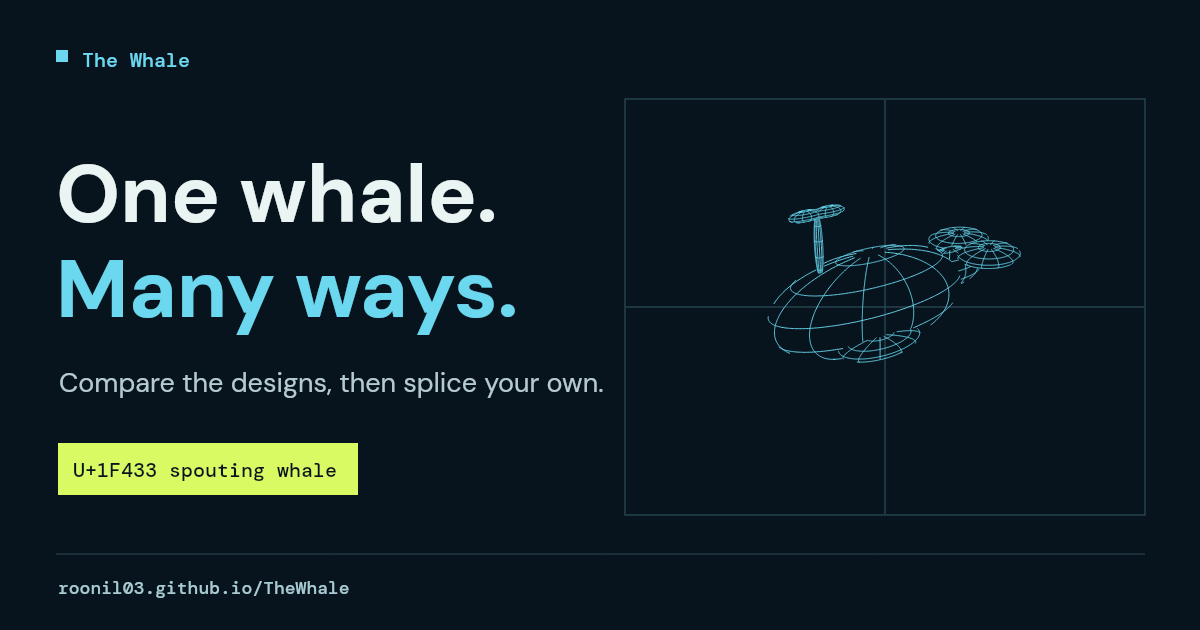 The Whale
One whale.
Many ways.
Compare the designs, then splice your own.
U+1F433 spouting whale
roonil03.github.io/TheWhale